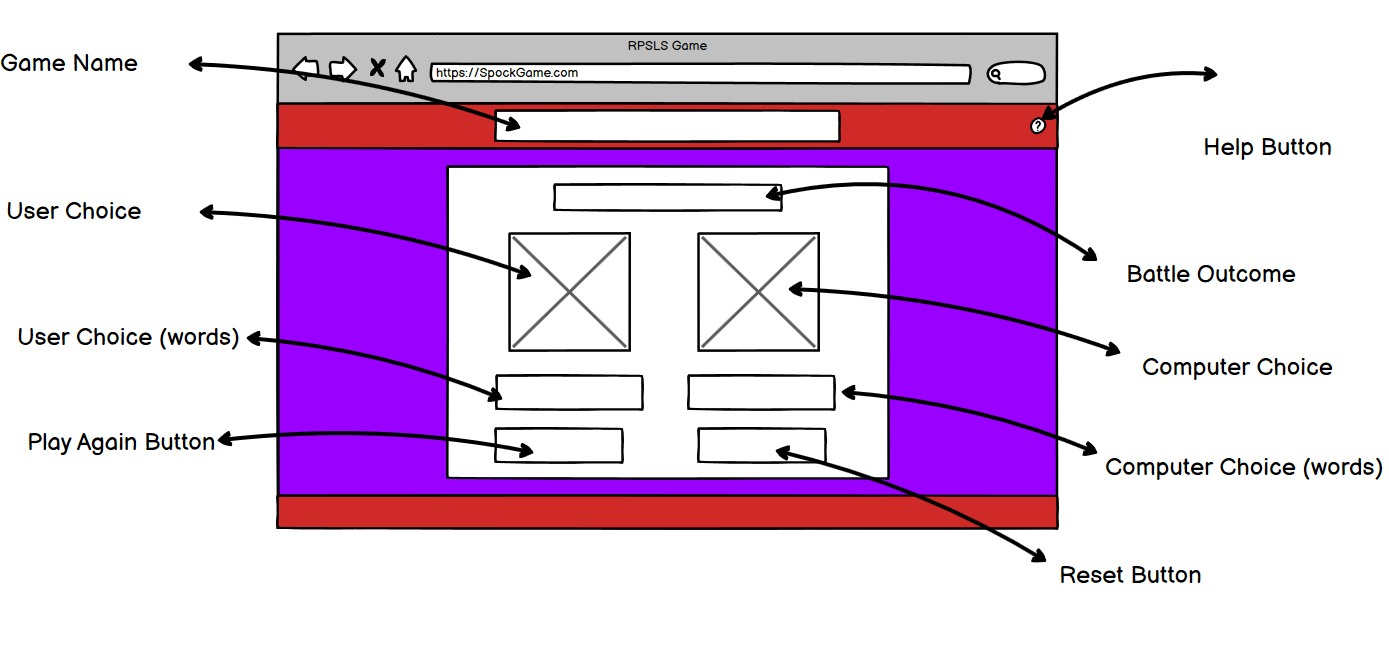 RPSLS Game
Game Name
https://SpockGame.com
?
Help Button
User Choice
Battle Outcome
User Choice (words)
Computer Choice
Play Again Button
Computer Choice (words)
Reset Button